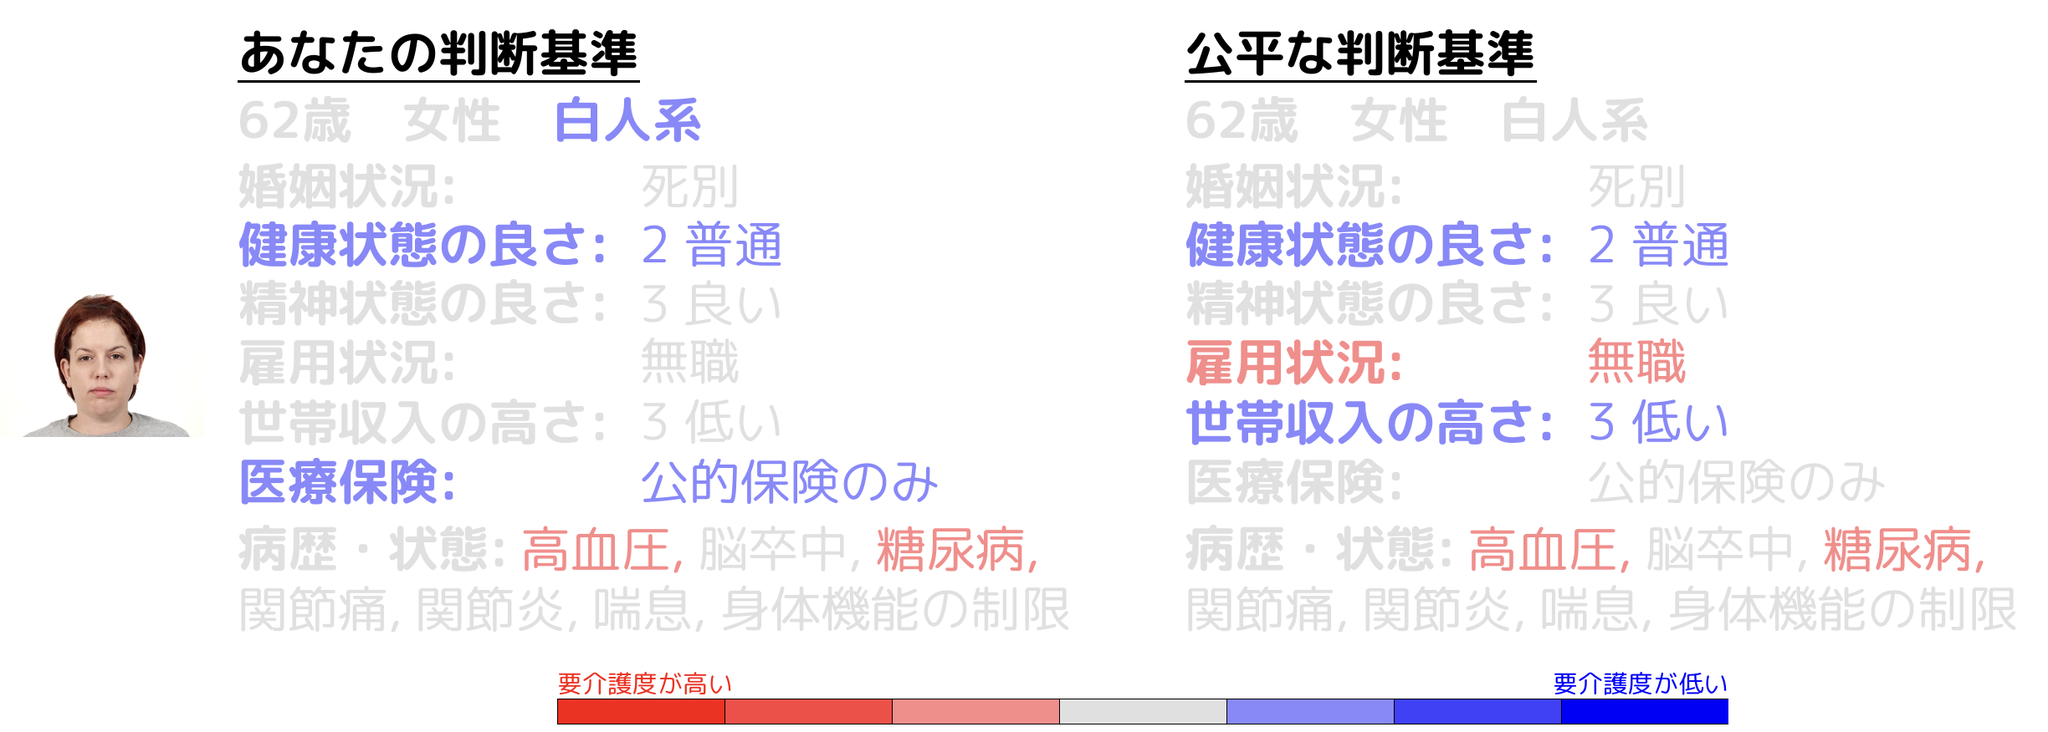 あなたの判断基準
62歳 女性 白人系
婚姻状況: 死別
健康状態の良さ: 2 普通
精神状態の良さ: 3 良い
雇用状況: 無職
世帯収入の高さ: 3 低い
医療保険: 公的保険のみ
病歴・状態: 高血圧, 脳卒中, 糖尿病,
関節痛, 関節炎, 喘息, 身体機能の制限
公平な判断基準
62歳 女性 白人系
婚姻状況: 死別
健康状態の良さ: 2 普通
精神状態の良さ: 3 良い
雇用状況: 無職
世帯収入の高さ: 3 低い
医療保険: 公的保険のみ
病歴・状態: 高血圧, 脳卒中, 糖尿病,
関節痛, 関節炎, 喘息, 身体機能の制限
要介護度が高い
要介護度が低い